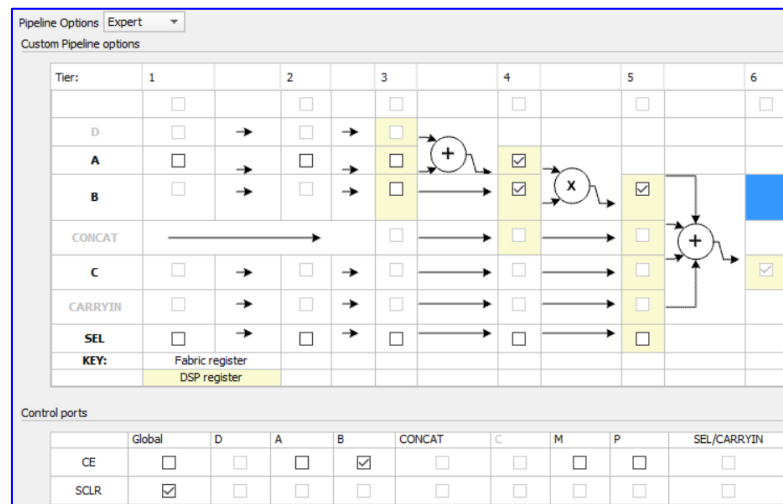 Pipeline Options Expert
Custom Pipeline options
Tier: 1 2 3 4 5 6
D
A
B
CONCAT
C
CARRYIN
SEL
KEY: Fabric register
DSP register
+
X
+
Control ports
Global D A B CONCAT C M P SEL/CARRYIN
CE
SCLR